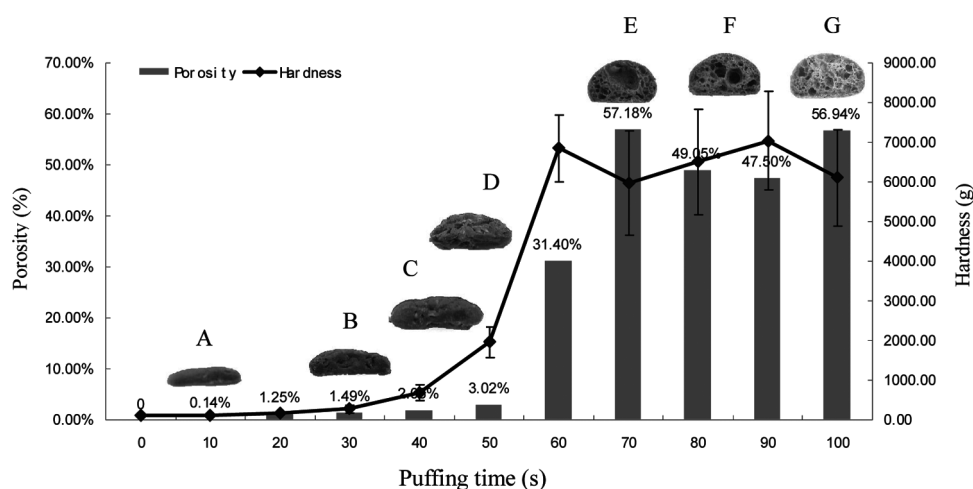 E F G
70.00% Porosity Hardness 9000.00
60.00% 57.18% 56.94% 8000.00
49.05% 7000.00
50.00% D 47.50% 6000.00
40.00% 5000.00
C 31.40%
30.00% 4000.00
B 3000.00
20.00% A 2000.00
10.00% 1.25% 1.49% 3.02% 1000.00
0 0.14%
0.00% 0.00
0 10 20 30 40 50 60 70 80 90 100
Puffing time (s)
Porosity (%)
Hardness (g)